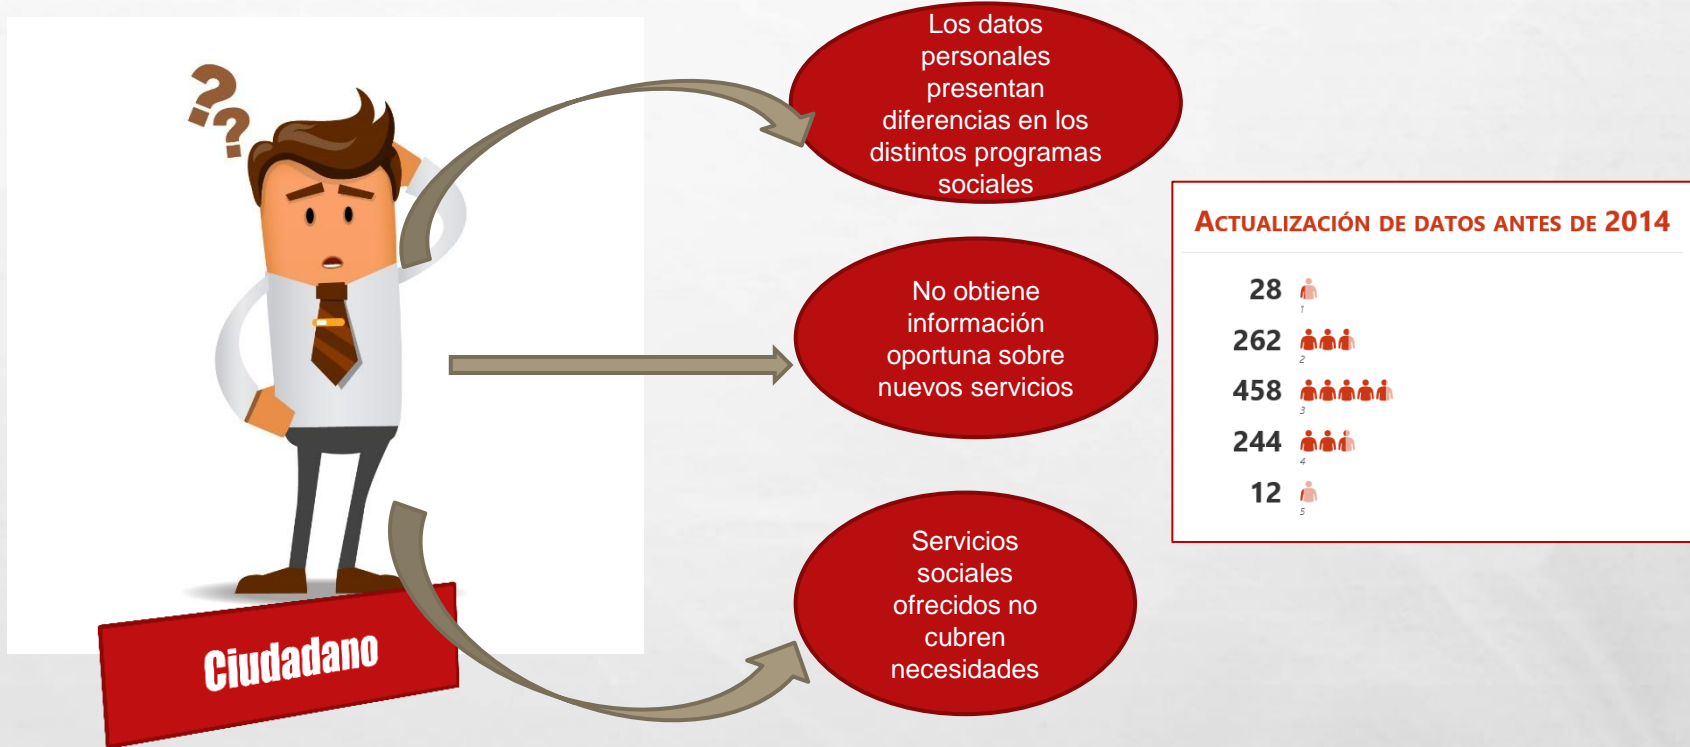 ??
Ciudadano
Los datos
personales
presentan
diferencias en los
distintos programas
sociales
No obtiene
información
oportuna sobre
nuevos servicios
Servicios
sociales
ofrecidos no
cubren
necesidades
ACTUALIZACIÓN DE DATOS ANTES DE 2014
28
1
262
2
458
3
244
4
12
5